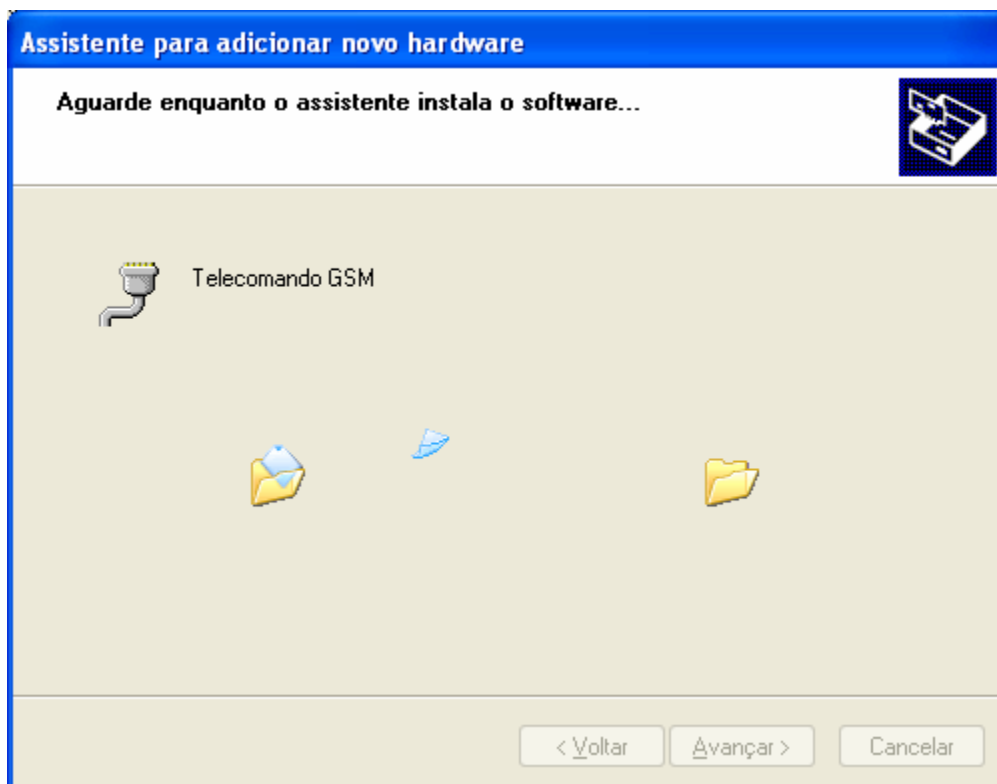 Assistente para adicionar novo hardware
Aguarde enquanto o assistente instala o software...
Telecomando GSM
< Voltar
Avançar >
Cancelar